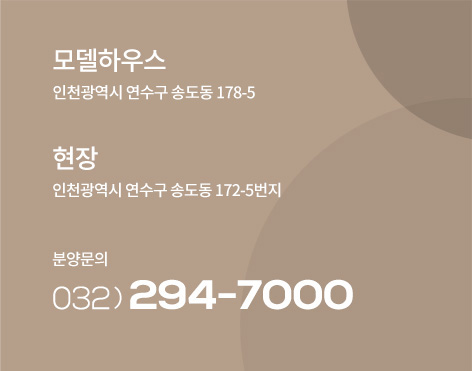 모델하우스
인천광역시 연수구 송도동 178-5
현장
인천광역시 연수구 송도동 172-5번지
분양문의
032) 294-7000